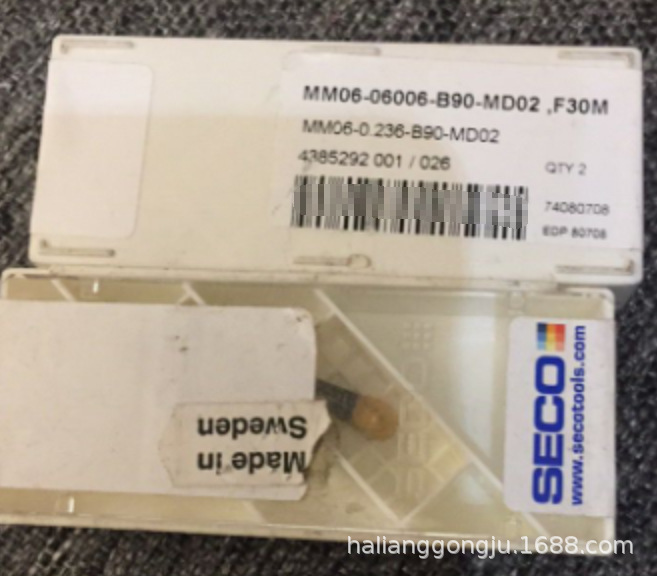 MM06-06006-B90-MD02 ,F30M
MM06-0.236-B90-MD02
4385292 001 / 026
QTY 2
74080708
EDP 80708
Made in
Sweden
SECO
www.secotools.com
halianggongju.1688.com